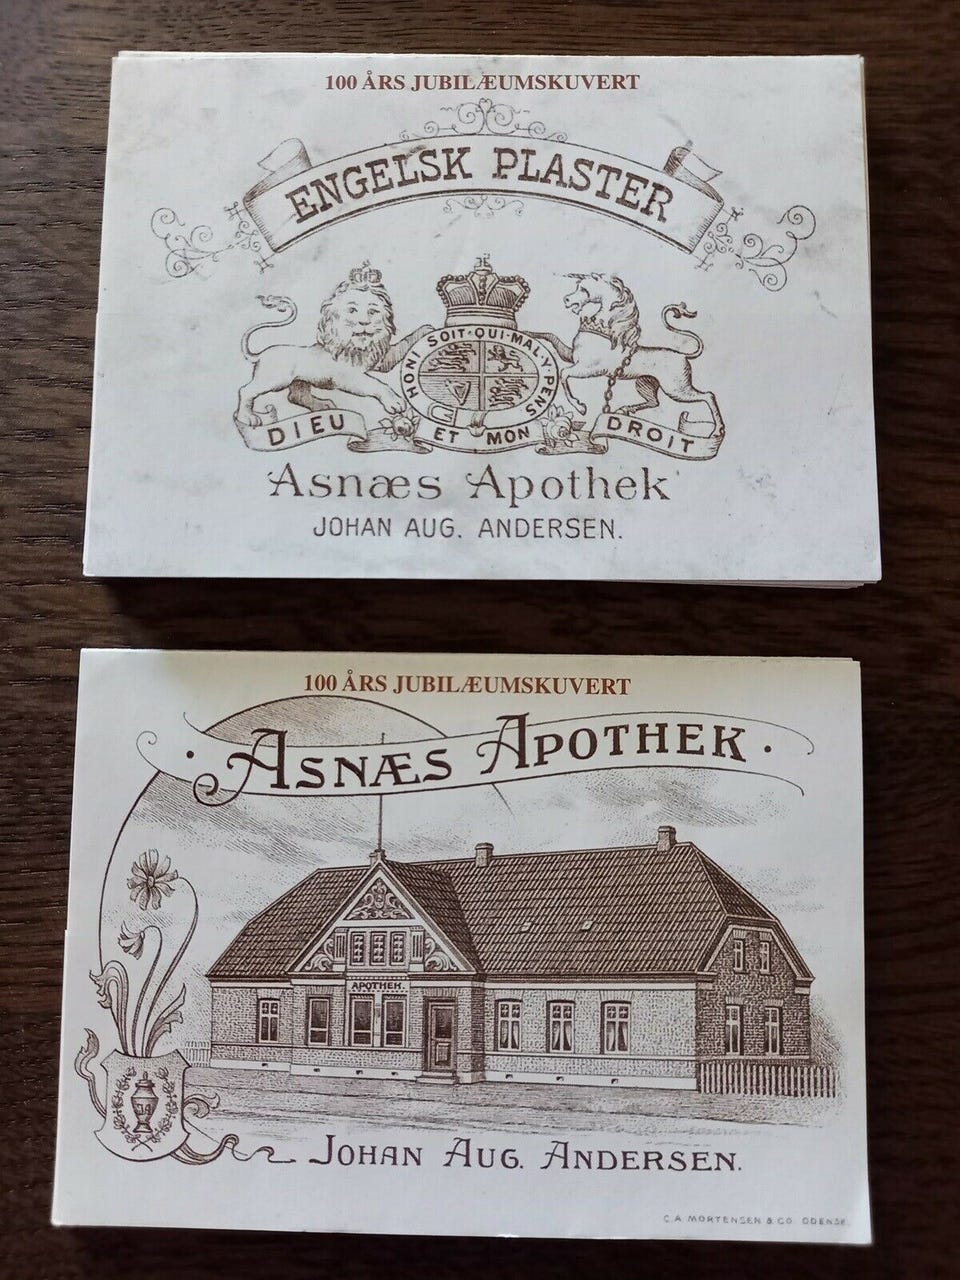 100 ÅRS JUBILÆUMSKUVERT
ENGELSK PLASTER
HONI SOIT·QUI·MAL·Y·PENS
DIEU ET MON DROIT
Asnæs Apothek
JOHAN AUG. ANDERSEN.
100 ÅRS JUBILÆUMSKUVERT
· ASNÆS APOTHEK ·
APOTHEK.
JOHAN AUG. ANDERSEN.
C.A MORTENSEN & CO. ODENSE.